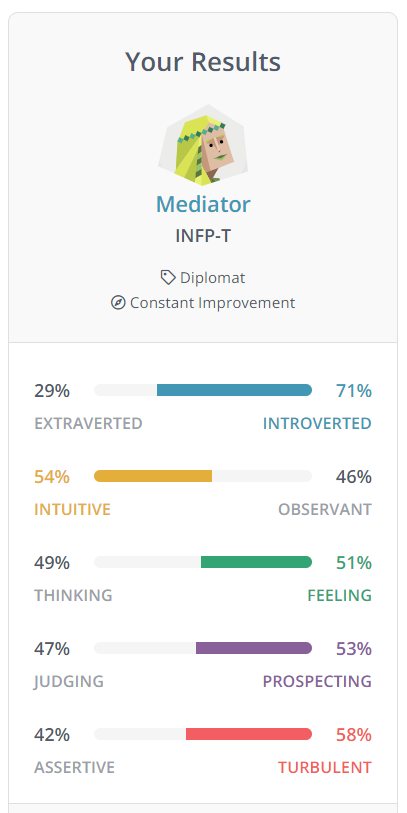 Your Results
Mediator
INFP-T
Diplomat
Constant Improvement
29% 71%
EXTRAVERTED INTROVERTED
54% 46%
INTUITIVE OBSERVANT
49% 51%
THINKING FEELING
47% 53%
JUDGING PROSPECTING
42% 58%
ASSERTIVE TURBULENT